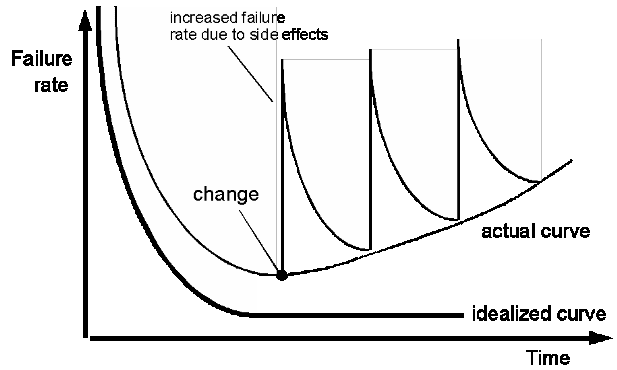 increased failure
rate due to side effects
Failure
rate
change
actual curve
idealized curve
Time